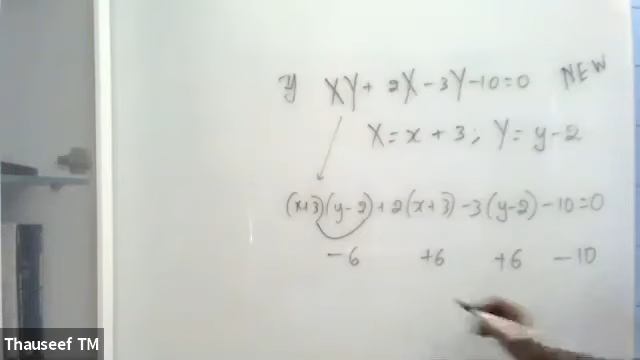 y XY + 2X - 3Y - 10 = 0 NEW
X = x + 3 ; Y = y - 2
(x+3)(y-2) + 2(x+3) - 3(y-2) - 10 = 0
-6 +6 +6 -10
Thauseef TM